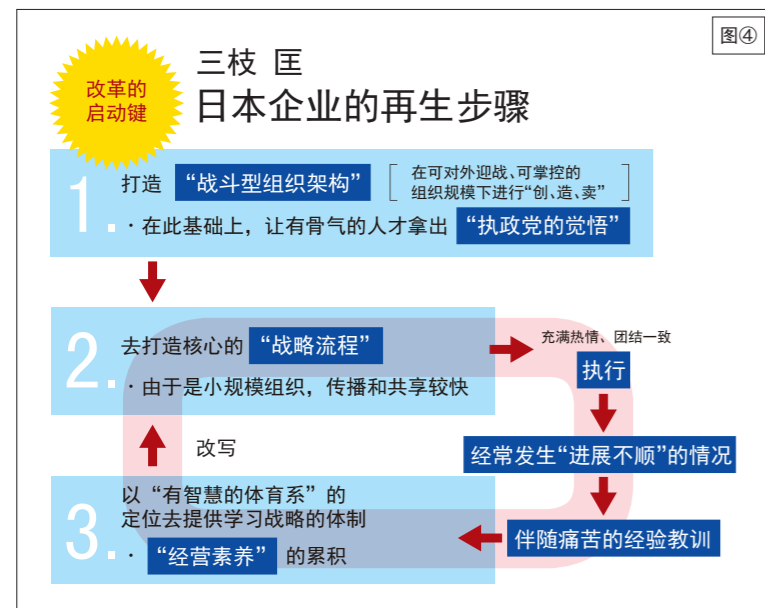 图④
改革的
启动键
三枝 匡
日本企业的再生步骤
1.
打造 “战斗型组织架构” [ 在可对外迎战、可掌控的
组织规模下进行“创、造、卖” ]
·在此基础上，让有骨气的人才拿出 “执政党的觉悟”
2.
去打造核心的 “战略流程”
·由于是小规模组织，传播和共享较快
充满热情、团结一致
执行
经常发生“进展不顺”的情况
伴随痛苦的经验教训
改写
3.
以“有智慧的体育系”的
定位去提供学习战略的体制
· “经营素养” 的累积